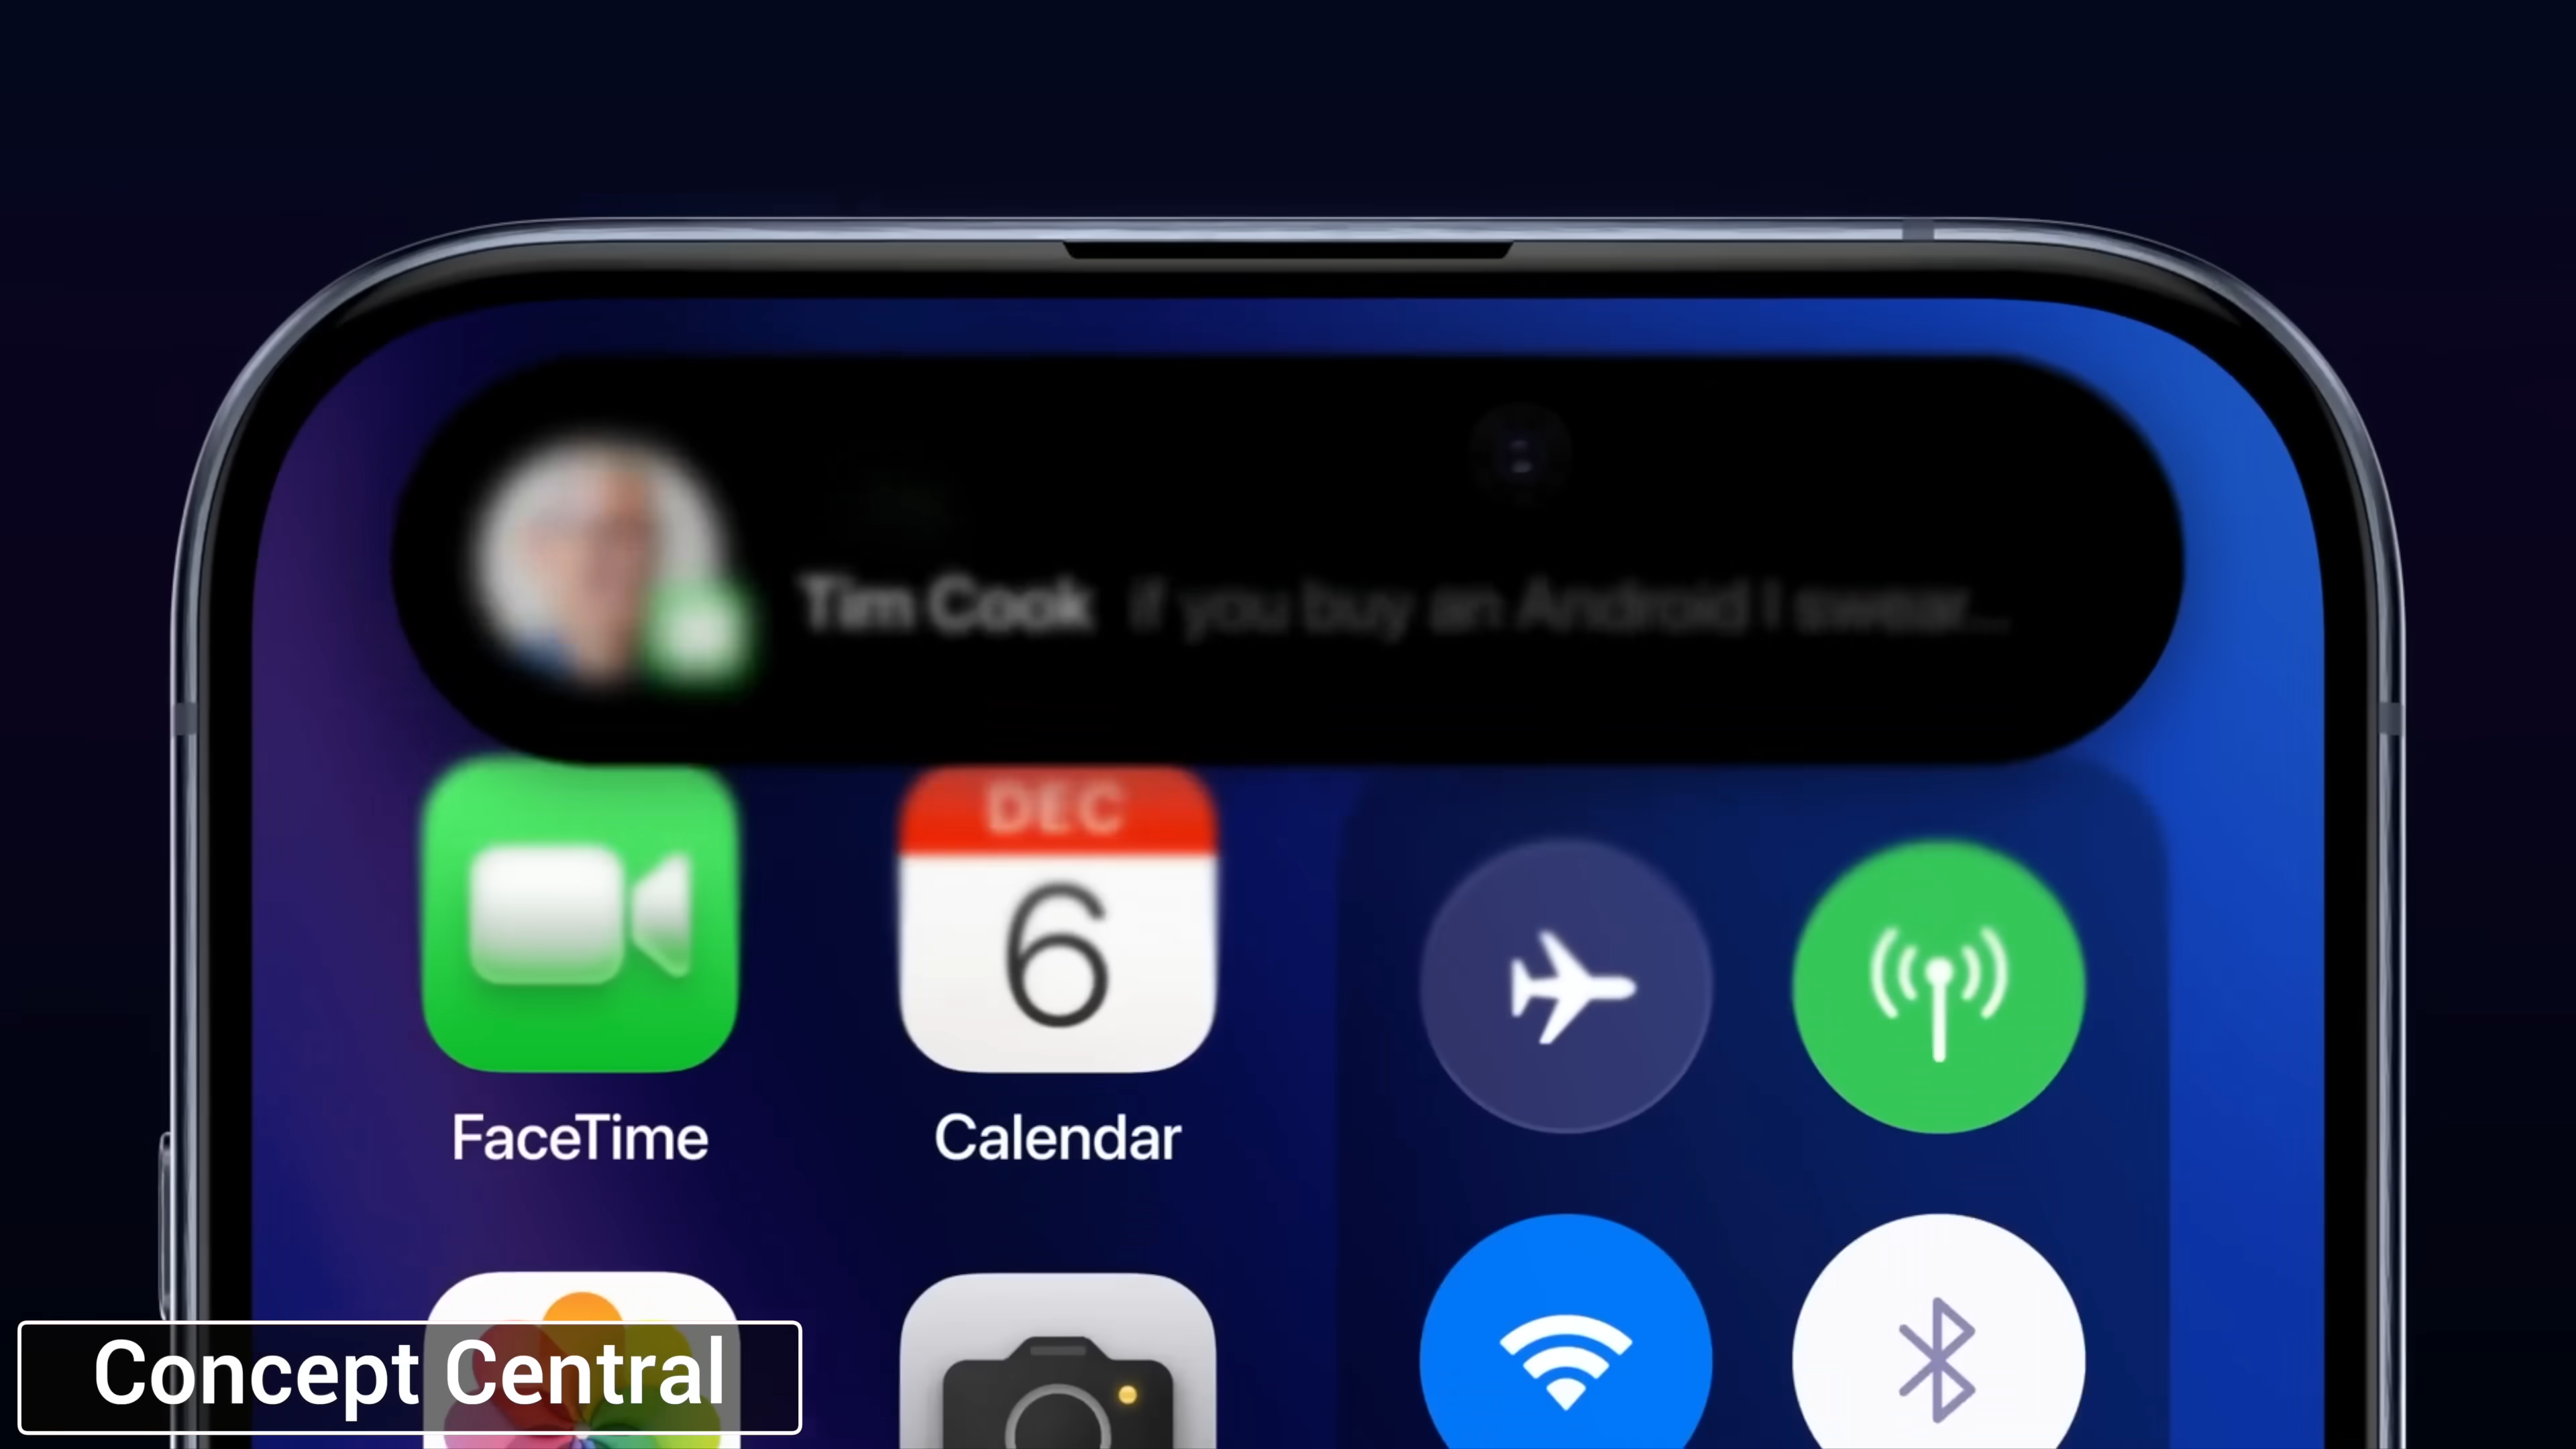 Tim Cook if you buy an Android I swear...
DEC
6
FaceTime
Calendar
Concept Central